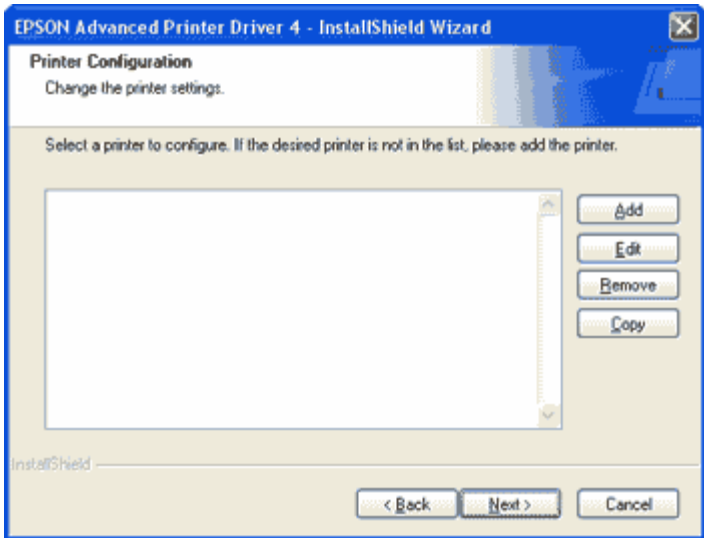 EPSON Advanced Printer Driver 4 - InstallShield Wizard
Printer Configuration
Change the printer settings.
Select a printer to configure. If the desired printer is not in the list, please add the printer.
Add
Edit
Remove
Copy
InstallShield
< Back
Next >
Cancel